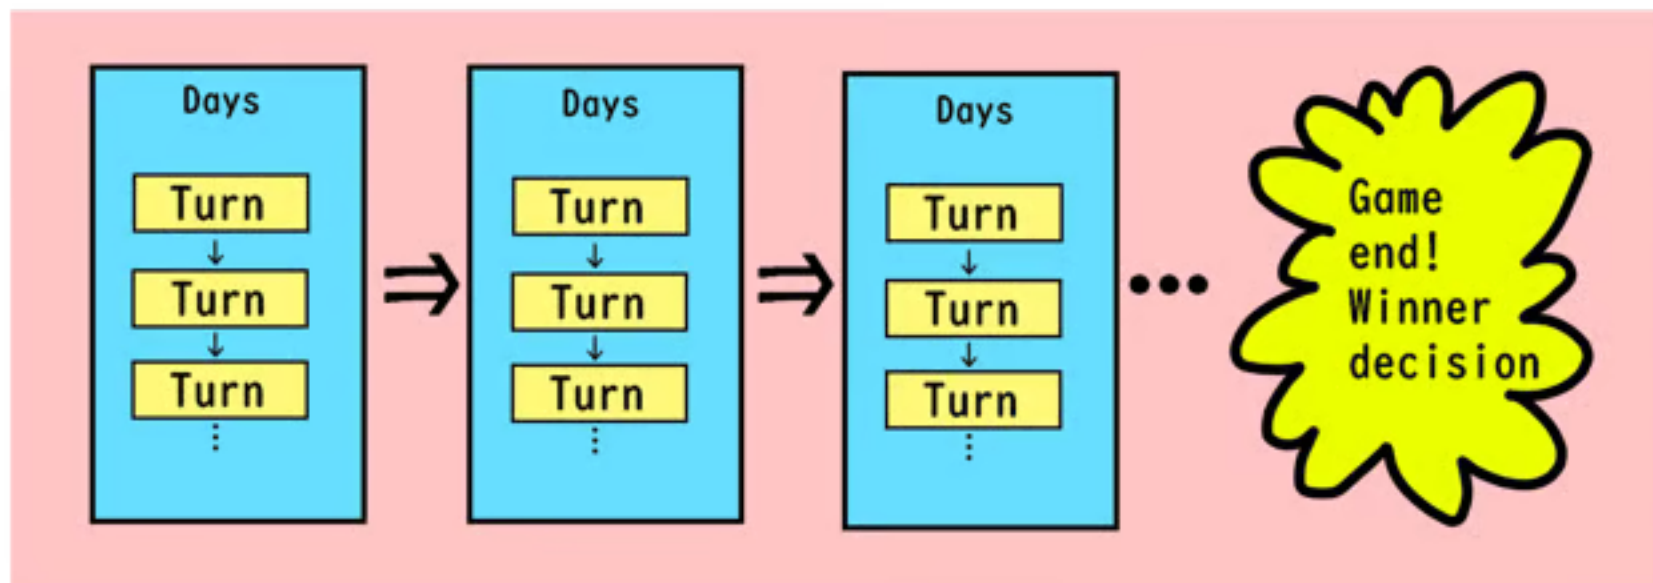 Days
Turn
↓
Turn
↓
Turn
⋮
⇒
Days
Turn
↓
Turn
↓
Turn
⋮
⇒
Days
Turn
↓
Turn
↓
Turn
⋮
•••
Game
end!
Winner
decision